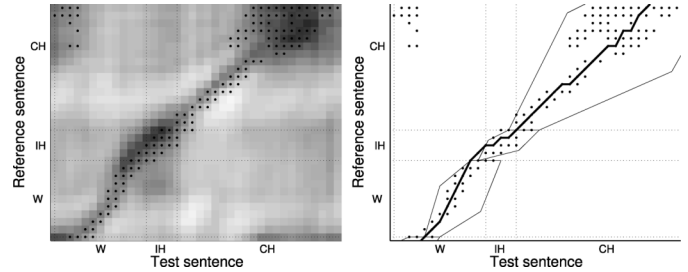 Reference sentence
CH
IH
W
W IH CH
Test sentence
Reference sentence
CH
IH
W
W IH CH
Test sentence